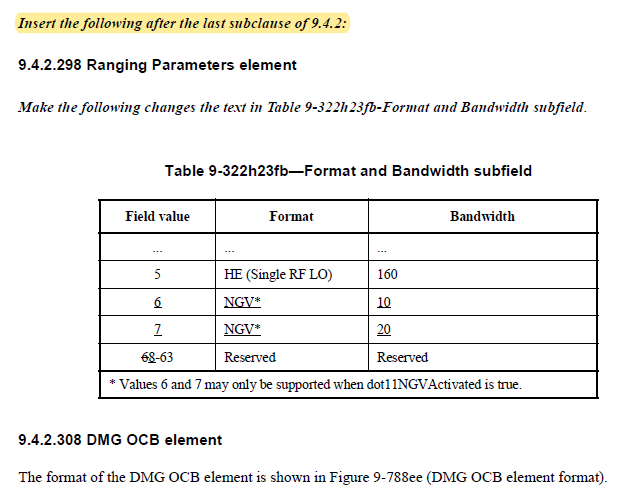 Insert the following after the last subclause of 9.4.2:
9.4.2.298 Ranging Parameters element
Make the following changes the text in Table 9-322h23fb-Format and Bandwidth subfield.
Table 9-322h23fb—Format and Bandwidth subfield
Field value Format Bandwidth
... ... ...
5 HE (Single RF LO) 160
6 NGV* 10
7 NGV* 20
68-63 Reserved Reserved
* Values 6 and 7 may only be supported when dot11NGVActivated is true.
9.4.2.308 DMG OCB element
The format of the DMG OCB element is shown in Figure 9-788ee (DMG OCB element format).